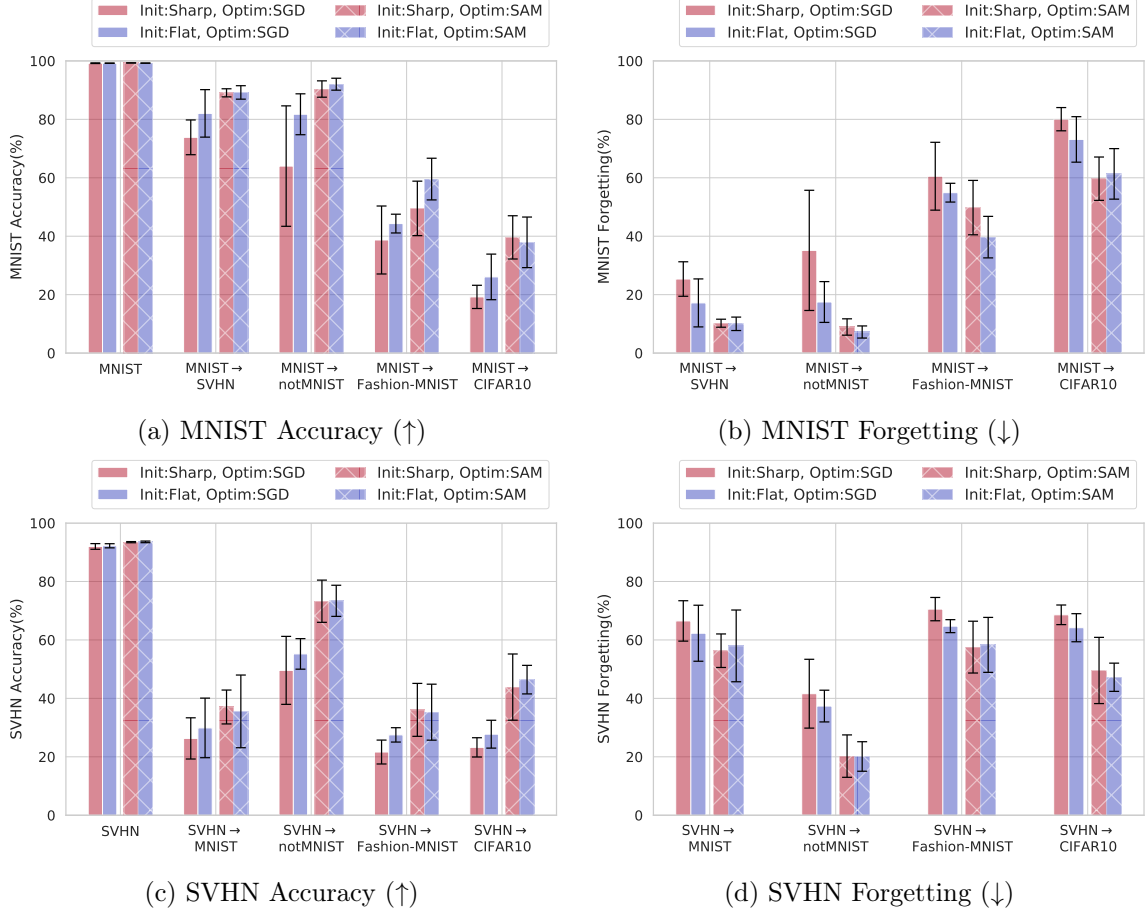 Init:Sharp, Optim:SGD Init:Sharp, Optim:SAM
Init:Flat, Optim:SGD Init:Flat, Optim:SAM
MNIST Accuracy(%)
100
80
60
40
20
0
MNIST
MNIST→
SVHN
MNIST→
notMNIST
MNIST→
Fashion-MNIST
MNIST→
CIFAR10
(a) MNIST Accuracy (↑)
Init:Sharp, Optim:SGD Init:Sharp, Optim:SAM
Init:Flat, Optim:SGD Init:Flat, Optim:SAM
MNIST Forgetting(%)
100
80
60
40
20
0
MNIST→
SVHN
MNIST→
notMNIST
MNIST→
Fashion-MNIST
MNIST→
CIFAR10
(b) MNIST Forgetting (↓)
Init:Sharp, Optim:SGD Init:Sharp, Optim:SAM
Init:Flat, Optim:SGD Init:Flat, Optim:SAM
SVHN Accuracy(%)
100
80
60
40
20
0
SVHN
SVHN→
MNIST
SVHN→
notMNIST
SVHN→
Fashion-MNIST
SVHN→
CIFAR10
(c) SVHN Accuracy (↑)
Init:Sharp, Optim:SGD Init:Sharp, Optim:SAM
Init:Flat, Optim:SGD Init:Flat, Optim:SAM
SVHN Forgetting(%)
100
80
60
40
20
0
SVHN→
MNIST
SVHN→
notMNIST
SVHN→
Fashion-MNIST
SVHN→
CIFAR10
(d) SVHN Forgetting (↓)